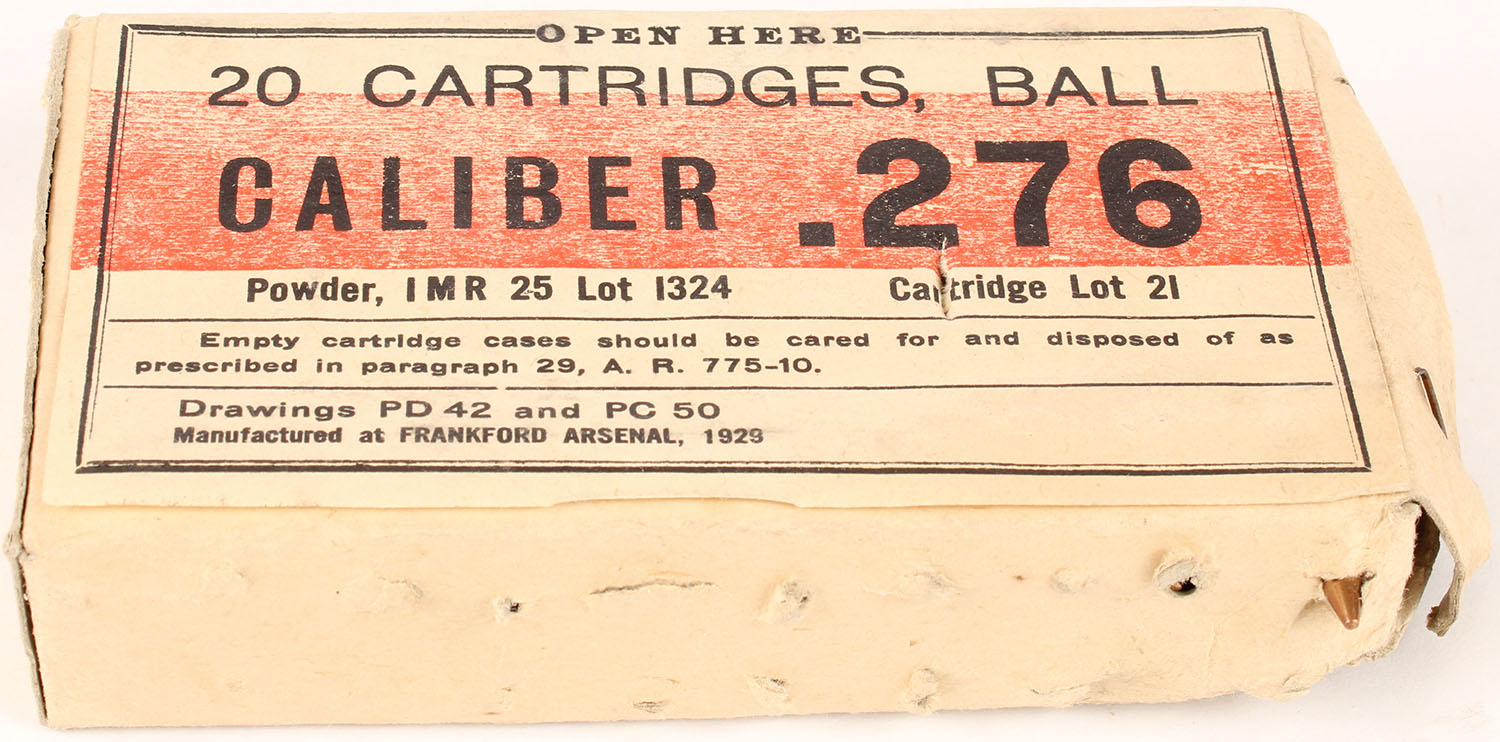 OPEN HERE
20 CARTRIDGES, BALL
CALIBER .276
Powder, IMR 25 Lot 1324 Cartridge Lot 21
Empty cartridge cases should be cared for and disposed of as
prescribed in paragraph 29, A. R. 775-10.
Drawings PD 42 and PC 50
Manufactured at FRANKFORD ARSENAL, 1929